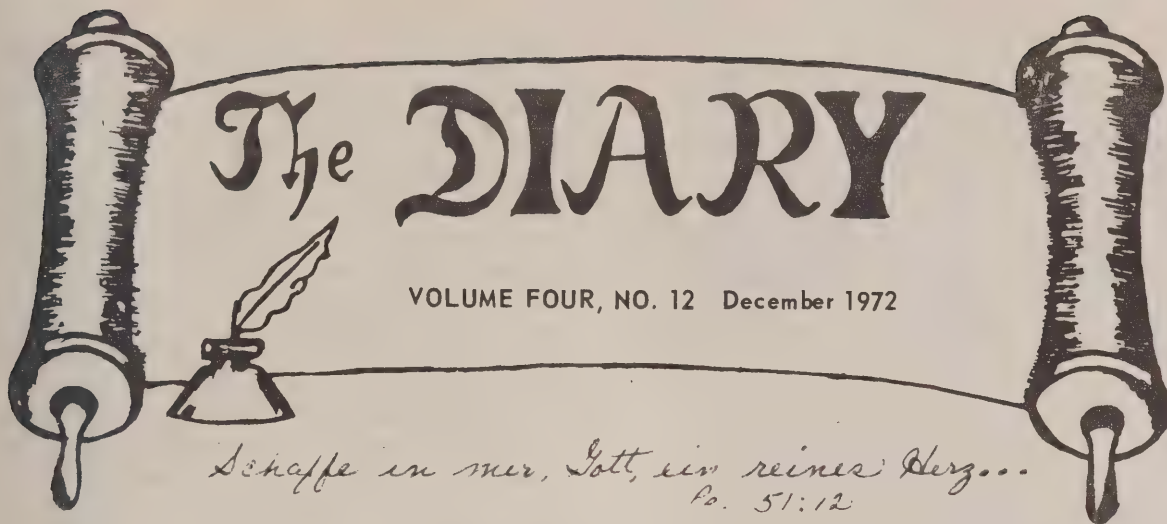 The DIARY
VOLUME FOUR, NO. 12 December 1972
Schaffe in mir, Gott, ein reines Herz...
Ps. 51:12